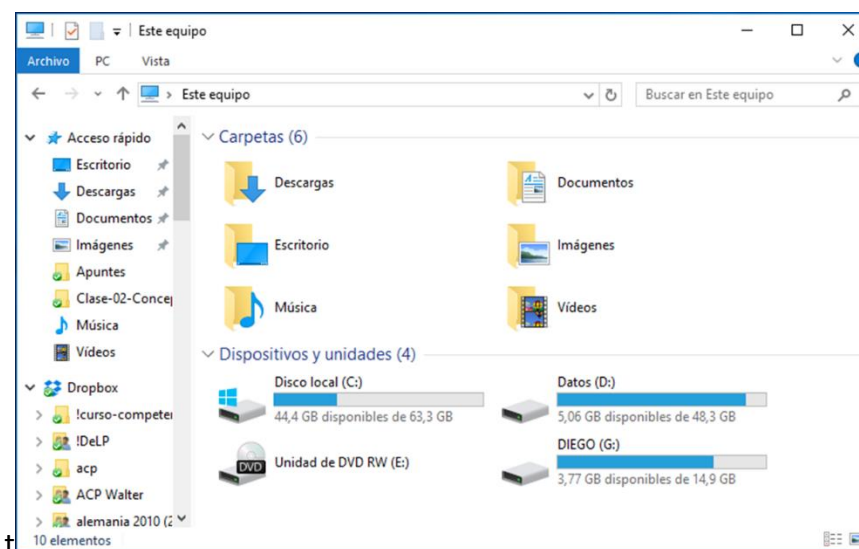 Este equipo
Archivo PC Vista
Este equipo
Buscar en Este equipo
Acceso rápido
Escritorio
Descargas
Documentos
Imágenes
Apuntes
Clase-02-Concep
Música
Vídeos
Dropbox
!curso-competen
!DeLP
acp
ACP Walter
alemania 2010 (2
Carpetas (6)
Descargas
Documentos
Escritorio
Imágenes
Música
Vídeos
Dispositivos y unidades (4)
Disco local (C:)
44,4 GB disponibles de 63,3 GB
Datos (D:)
5,06 GB disponibles de 48,3 GB
DVD
Unidad de DVD RW (E:)
DIEGO (G:)
3,77 GB disponibles de 14,9 GB
t
10 elementos